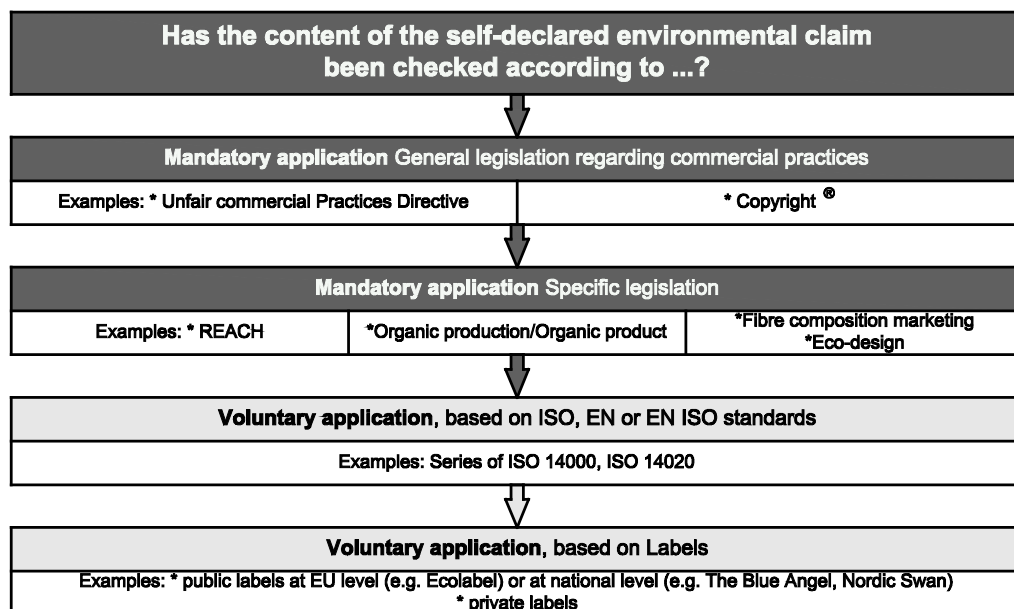 Has the content of the self-declared environmental claim
been checked according to ...?
Mandatory application General legislation regarding commercial practices
Examples: * Unfair commercial Practices Directive
* Copyright ®
Mandatory application Specific legislation
Examples: * REACH
*Organic production/Organic product
*Fibre composition marketing
*Eco-design
Voluntary application, based on ISO, EN or EN ISO standards
Examples: Series of ISO 14000, ISO 14020
Voluntary application, based on Labels
Examples: * public labels at EU level (e.g. Ecolabel) or at national level (e.g. The Blue Angel, Nordic Swan)
* private labels